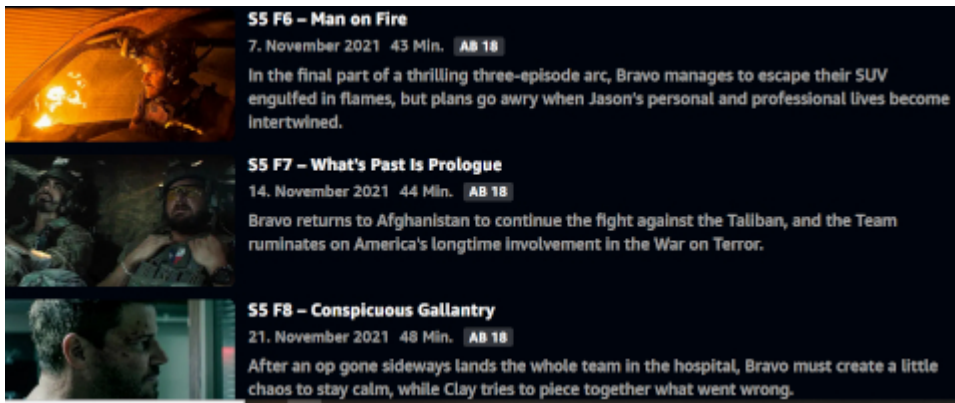 S5 F6 – Man on Fire
7. November 2021 43 Min. AB 18
In the final part of a thrilling three-episode arc, Bravo manages to escape their SUV
engulfed in flames, but plans go awry when Jason's personal and professional lives become
intertwined.
S5 F7 – What's Past Is Prologue
14. November 2021 44 Min. AB 18
Bravo returns to Afghanistan to continue the fight against the Taliban, and the Team
ruminates on America's longtime involvement in the War on Terror.
S5 F8 – Conspicuous Gallantry
21. November 2021 48 Min. AB 18
After an op gone sideways lands the whole team in the hospital, Bravo must create a little
chaos to stay calm, while Clay tries to piece together what went wrong.